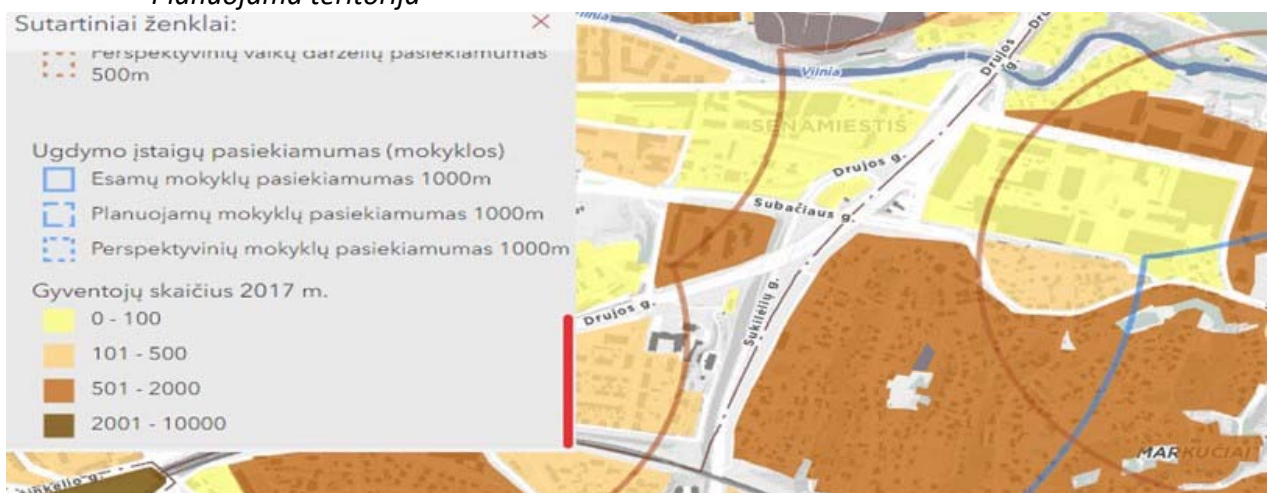 Planuojama teritorija
Sutartiniai ženklai:
Perspektyvinių vaikų darželių pasiekiamumas
500m
Ugdymo įstaigų pasiekiamumas (mokyklos)
Esamų mokyklų pasiekiamumas 1000m
Planuojamų mokyklų pasiekiamumas 1000m
Perspektyvinių mokyklų pasiekiamumas 1000m
Gyventojų skaičius 2017 m.
0 - 100
101 - 500
501 - 2000
2001 - 10000
Vilnia
Drujos g.
SENAMIESTIS
Drujos g.
Subačiaus g.
Drujos g.
Sukilėlių g.
MARKUČIAI